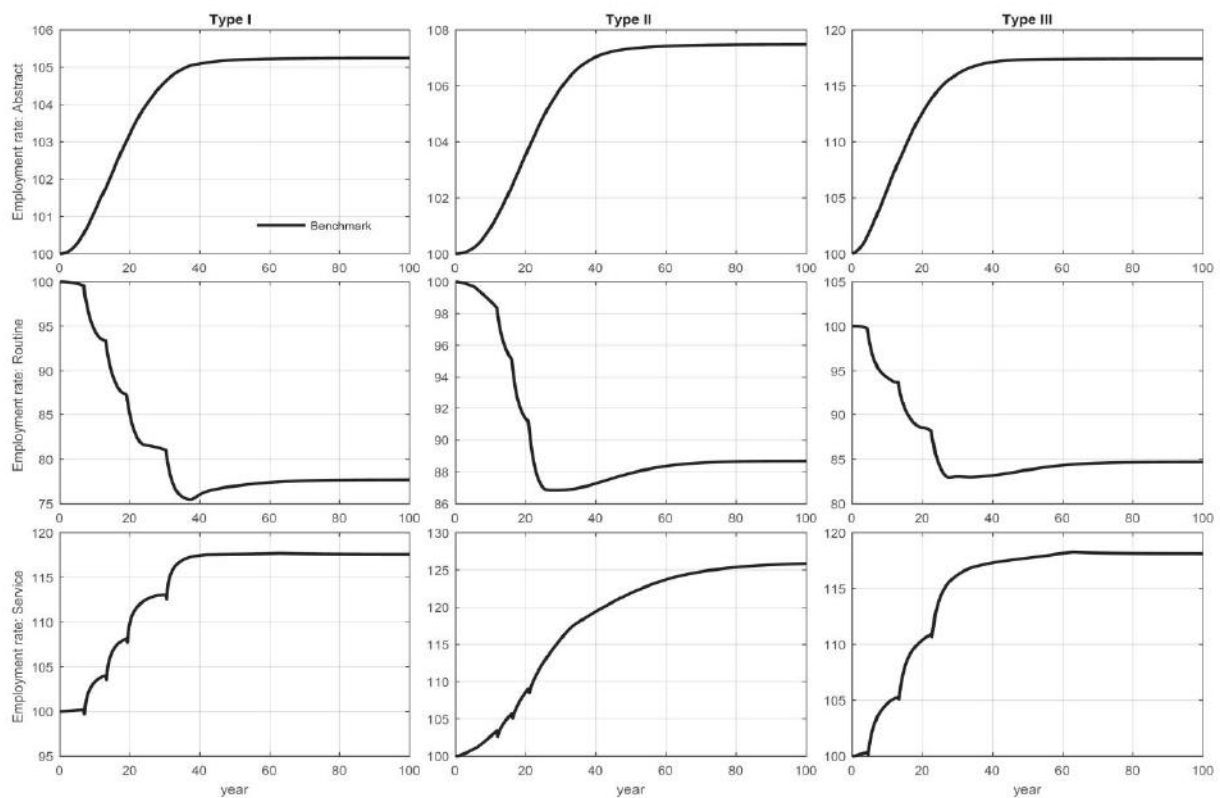 Type I
Type II
Type III
Employment rate: Abstract
106
105
104
103
102
101
100
0 20 40 60 80 100
Benchmark
108
106
104
102
100
0 20 40 60 80 100
120
115
110
105
100
0 20 40 60 80 100
Employment rate: Routine
100
95
90
85
80
75
0 20 40 60 80 100
100
98
96
94
92
90
88
86
0 20 40 60 80 100
105
100
95
90
85
80
0 20 40 60 80 100
Employment rate: Service
120
115
110
105
100
95
0 20 40 60 80 100
year
130
125
120
115
110
105
100
0 20 40 60 80 100
year
120
115
110
105
100
0 20 40 60 80 100
year